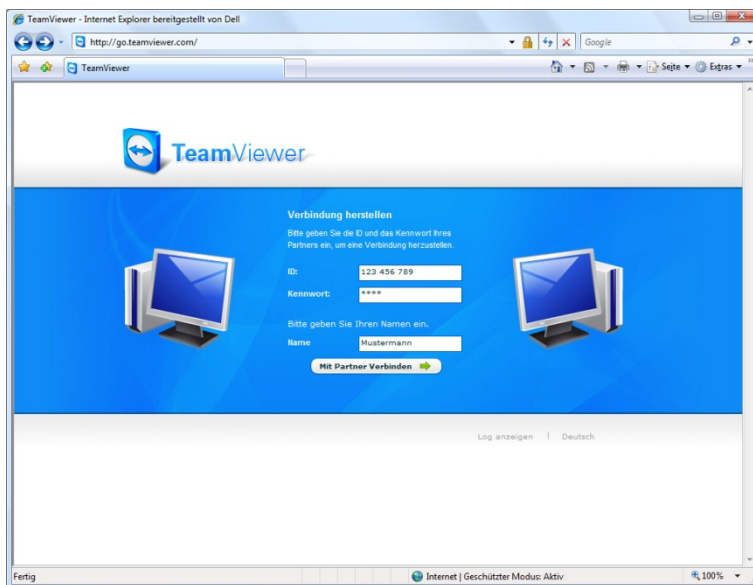 TeamViewer - Internet Explorer bereitgestellt von Dell
http://go.teamviewer.com/
Google
TeamViewer
Seite
Extras
TeamViewer
Verbindung herstellen
Bitte geben Sie die ID und das Kennwort Ihres
Partners ein, um eine Verbindung herzustellen.
ID: 123 456 789
Kennwort: ****
Bitte geben Sie Ihren Namen ein.
Name Mustermann
Mit Partner Verbinden
Log anzeigen | Deutsch
Fertig
Internet | Geschützter Modus: Aktiv
100%